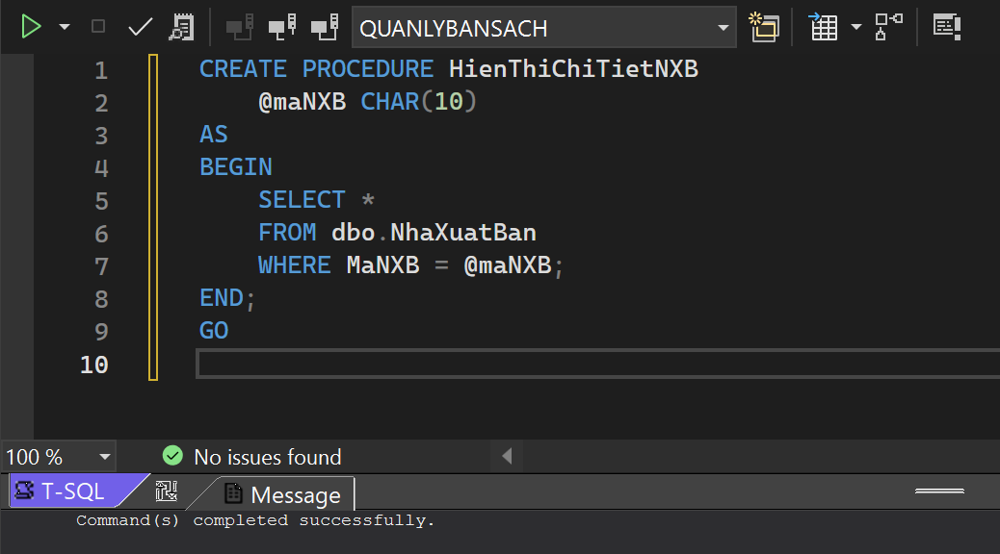 QUANLYBANSACH
1 CREATE PROCEDURE HienThiChiTietNXB
2 @maNXB CHAR(10)
3 AS
4 BEGIN
5 SELECT *
6 FROM dbo.NhaXuatBan
7 WHERE MaNXB = @maNXB;
8 END;
9 GO
10
100 % No issues found
T-SQL Message
Command(s) completed successfully.